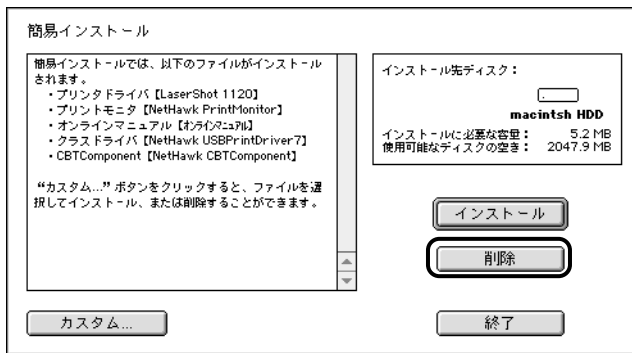 簡易インストール
簡易インストールでは、以下のファイルがインストール
されます。
・プリンタドライバ【LaserShot 1120】
・プリントモニタ【NetHawk PrintMonitor】
・オンラインマニュアル【ｵﾝﾗｲﾝﾏﾆｭｱﾙ】
・クラスドライバ【NetHawk USBPrintDriver7】
・CBTComponent【NetHawk CBTComponent】
“カスタム...”ボタンをクリックすると、ファイルを選
択してインストール、または削除することができます。
インストール先ディスク：
macintsh HDD
インストールに必要な容量： 5.2 MB
使用可能なディスクの空き： 2047.9 MB
インストール
削除
カスタム...
終了